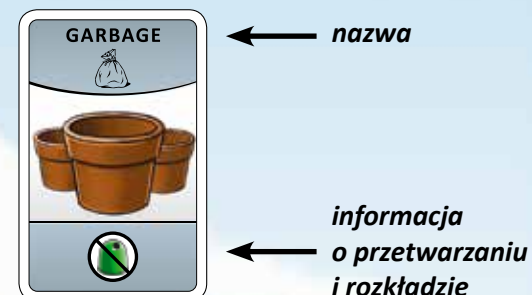 GARBAGE
nazwa
informacja
o przetwarzaniu
i rozkładzie